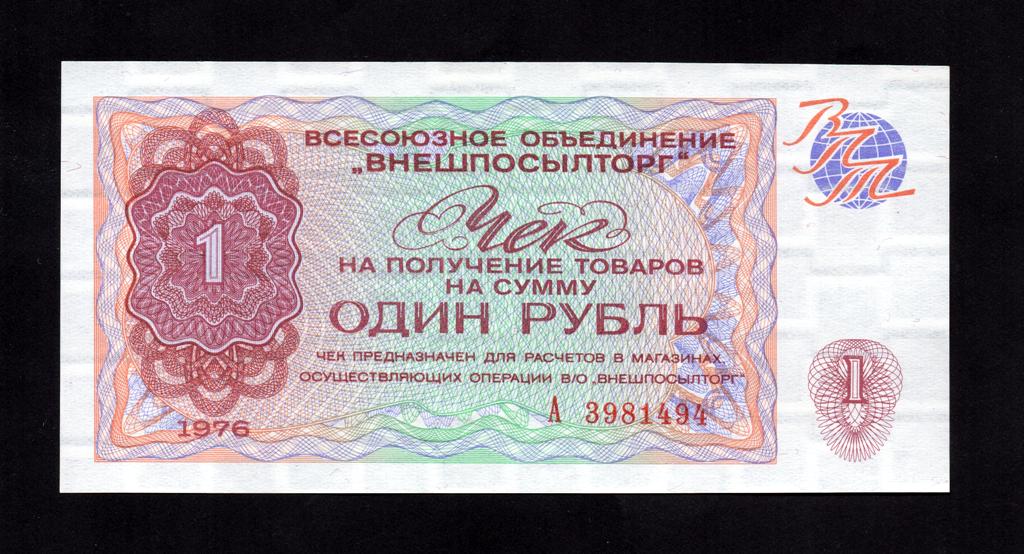 ВСЕСОЮЗНОЕ ОБЪЕДИНЕНИЕ
„ВНЕШПОСЫЛТОРГ“
ВПТ
Чек
НА ПОЛУЧЕНИЕ ТОВАРОВ
НА СУММУ
ОДИН РУБЛЬ
ЧЕК ПРЕДНАЗНАЧЕН ДЛЯ РАСЧЕТОВ В МАГАЗИНАХ,
ОСУЩЕСТВЛЯЮЩИХ ОПЕРАЦИИ В/О „ВНЕШПОСЫЛТОРГ“
А 3981494
1976
1
1